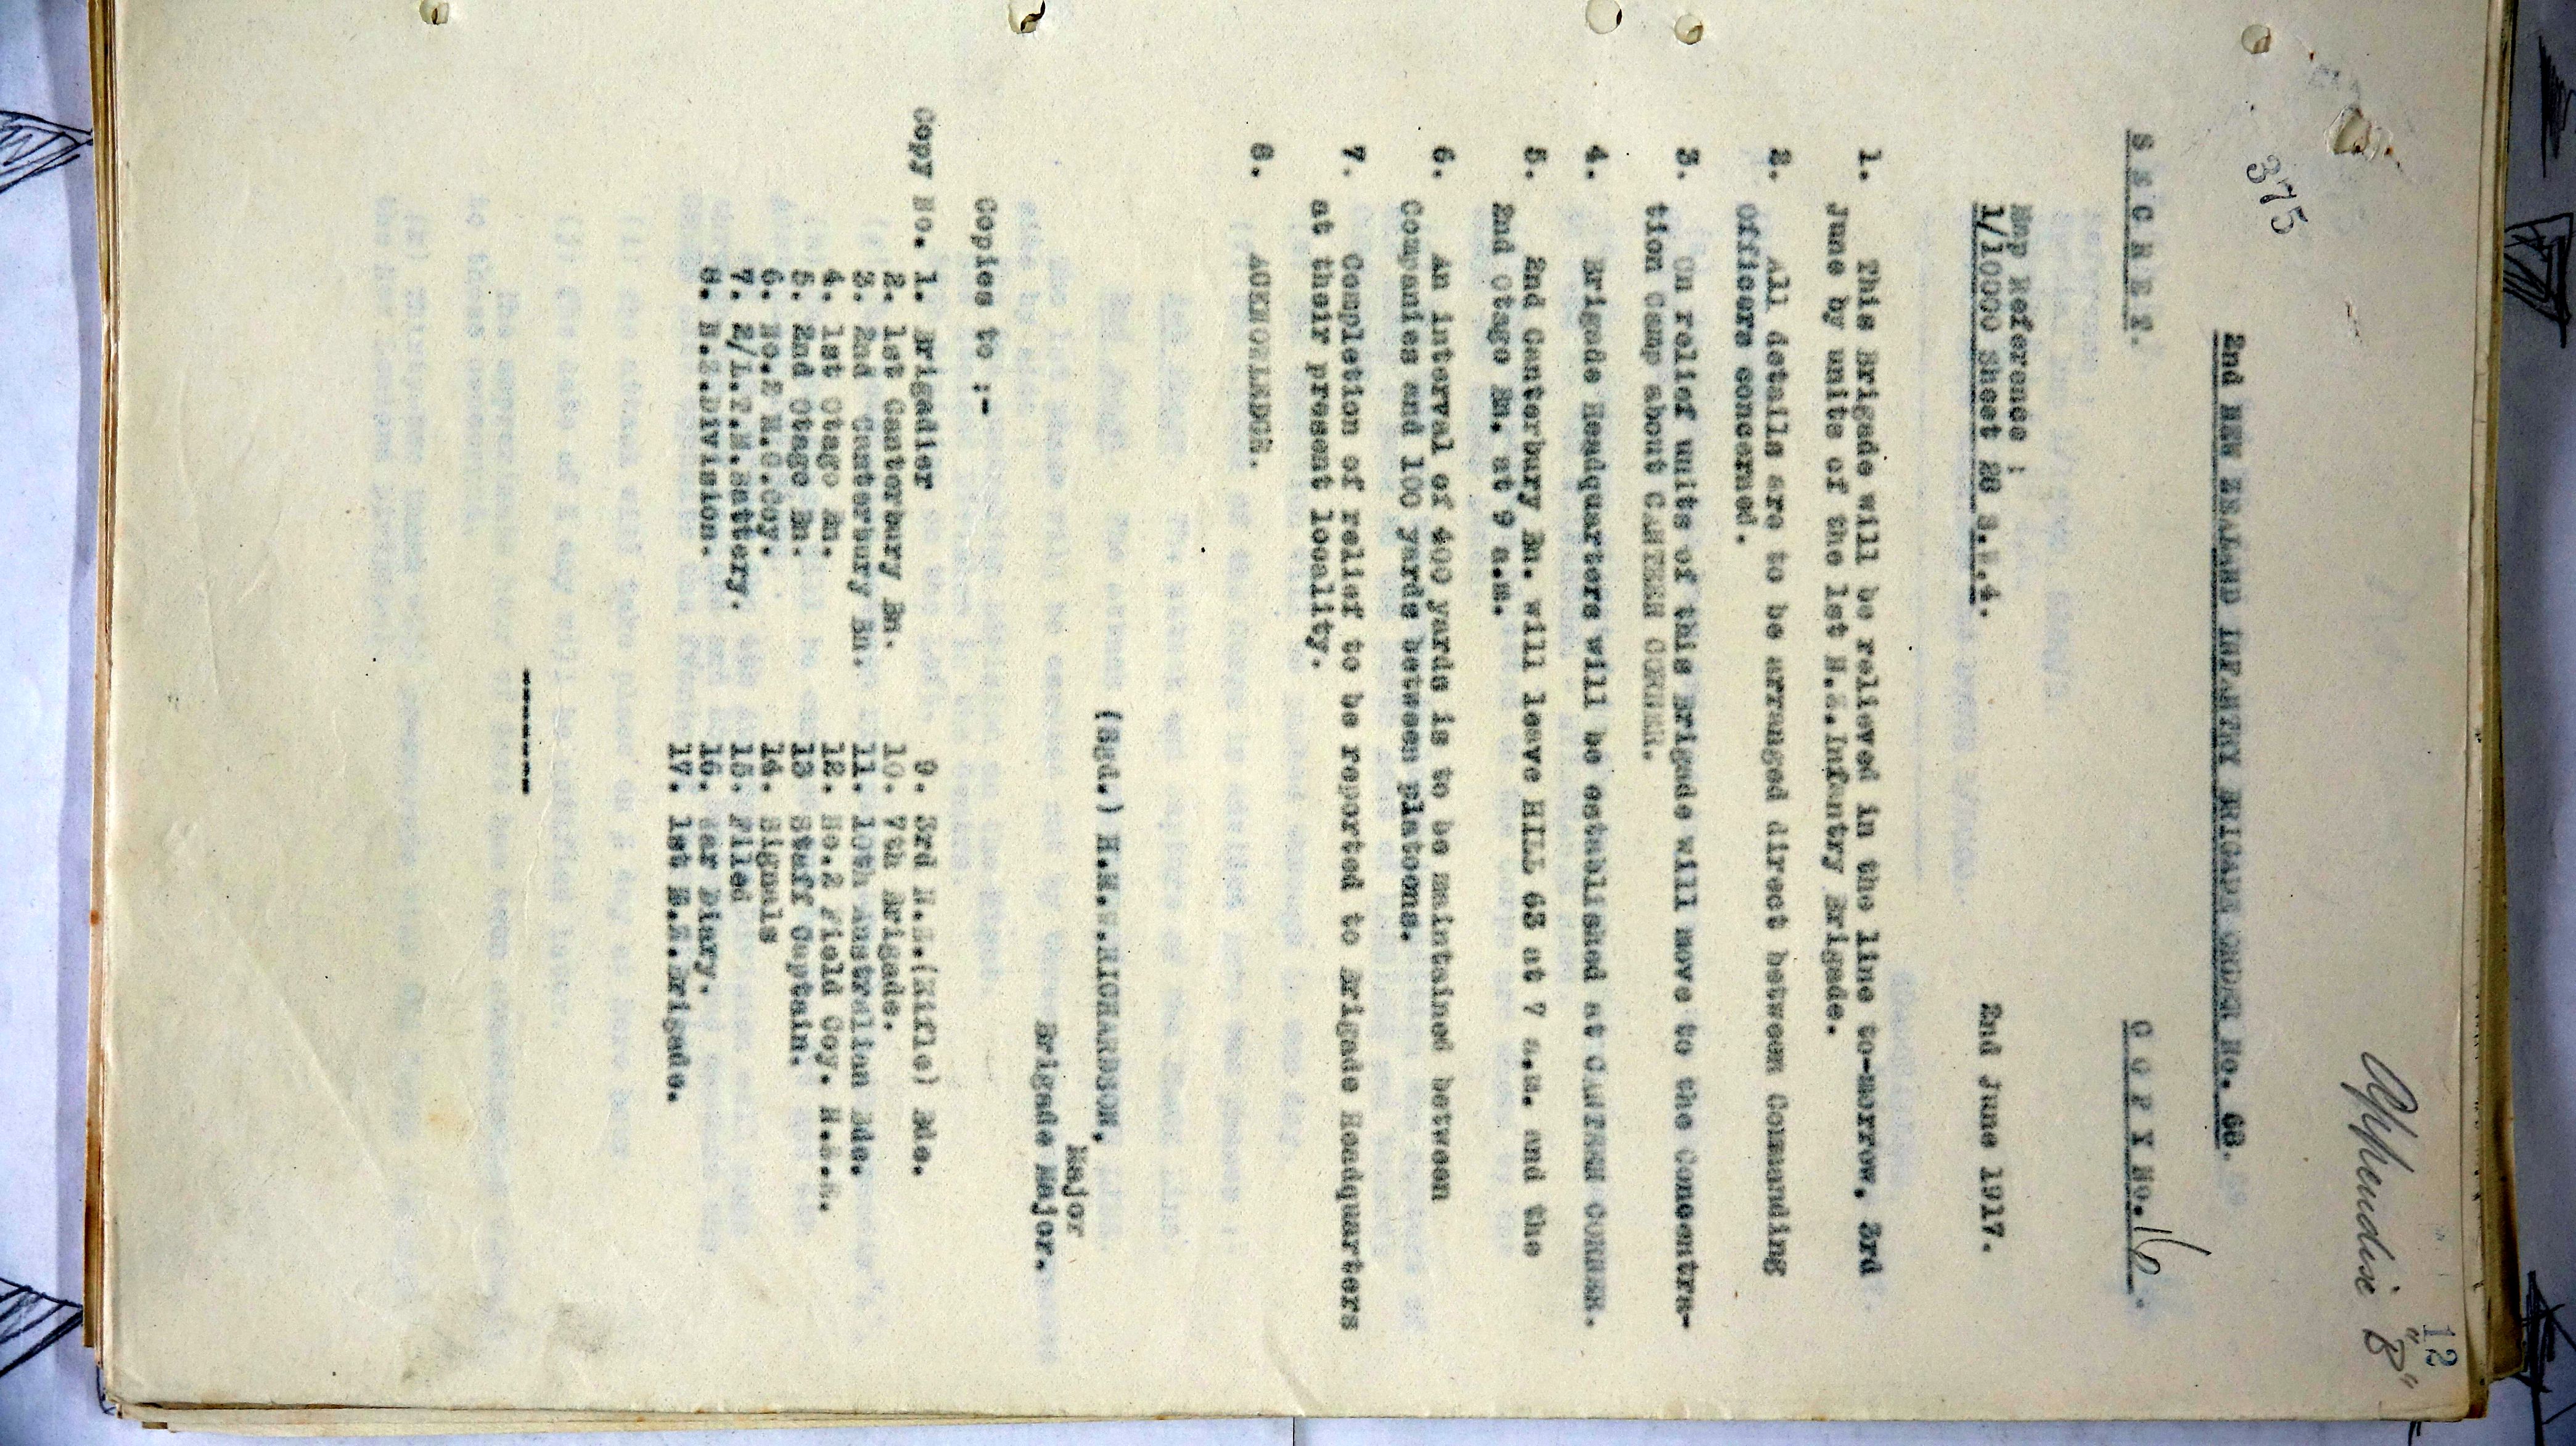 12
Appendix "B"
375
2nd NEW ZEALAND INFANTRY BRIGADE ORDER No. 68.
S E C R E T. C O P Y No. 16.
Map Reference :
1/10000 Sheet 28 S.W.4. 2nd June 1917.
1. This Brigade will be relieved in the line to-morrow, 3rd
June by units of the 1st N.Z.Infantry Brigade.
2. All details are to be arranged direct between Commanding
officers concerned.
3. On relief units of this Brigade will move to the Concentra-
tion Camp about CANTEEN CORNER.
4. Brigade Headquarters will be established at CANTEEN CORNER.
5. 2nd Canterbury Bn. will leave HILL 63 at 7 a.m. and the
2nd Otago Bn. at 9 a.m.
6. An interval of 400 yards is to be maintained between
Companies and 100 yards between platoons.
7. Completion of relief to be reported to Brigade Headquarters
at their present locality.
8. ACKNOWLEDGE.
(Sgd.) H.M.W.RICHARDSON,
Major
Brigade Major.
Copies to :-
Copy No. 1. Brigadier 9. 3rd N.Z.(Rifle) Bde.
2. 1st Canterbury Bn. 10. 7th Brigade.
3. 2nd Canterbury Bn. 11. 10th Australian Bde.
4. 1st Otago Bn. 12. No.2 Field Coy. N.Z.E.
5. 2nd Otago Bn. 13 Staff Captain.
6. No.2 M.G.Coy. 14. Signals
7. 2/L.T.M.Battery. 15. Filed
8. N.Z.Division. 16. War Diary.
17. 1st N.Z.Brigade.
--------